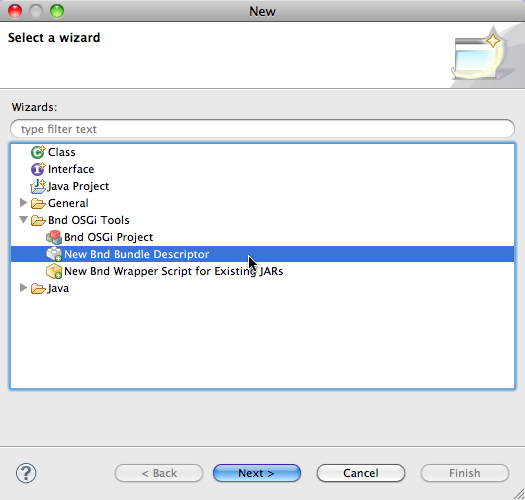 New
Select a wizard
Wizards:
type filter text
Class
Interface
Java Project
General
Bnd OSGi Tools
Bnd OSGi Project
New Bnd Bundle Descriptor
New Bnd Wrapper Script for Existing JARs
Java
? < Back Next > Cancel Finish